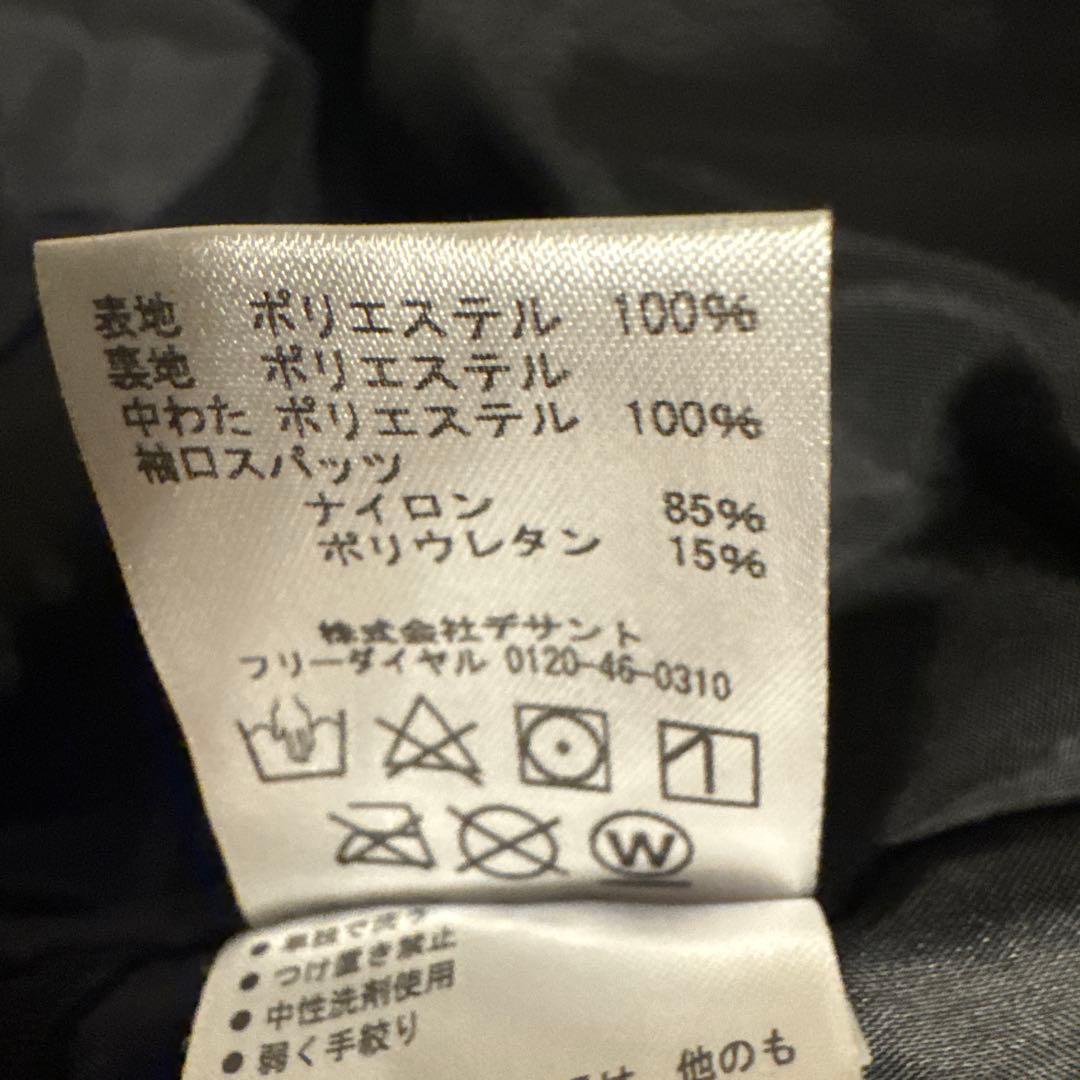 表地 ポリエステル 100%
裏地 ポリエステル
中わた ポリエステル 100%
袖口スパッツ
ナイロン 85%
ポリウレタン 15%
株式会社デサント
フリーダイヤル 0120-46-0310
W
• つけ置き禁止
• 中性洗剤使用
• 弱く手絞り
は、他のも